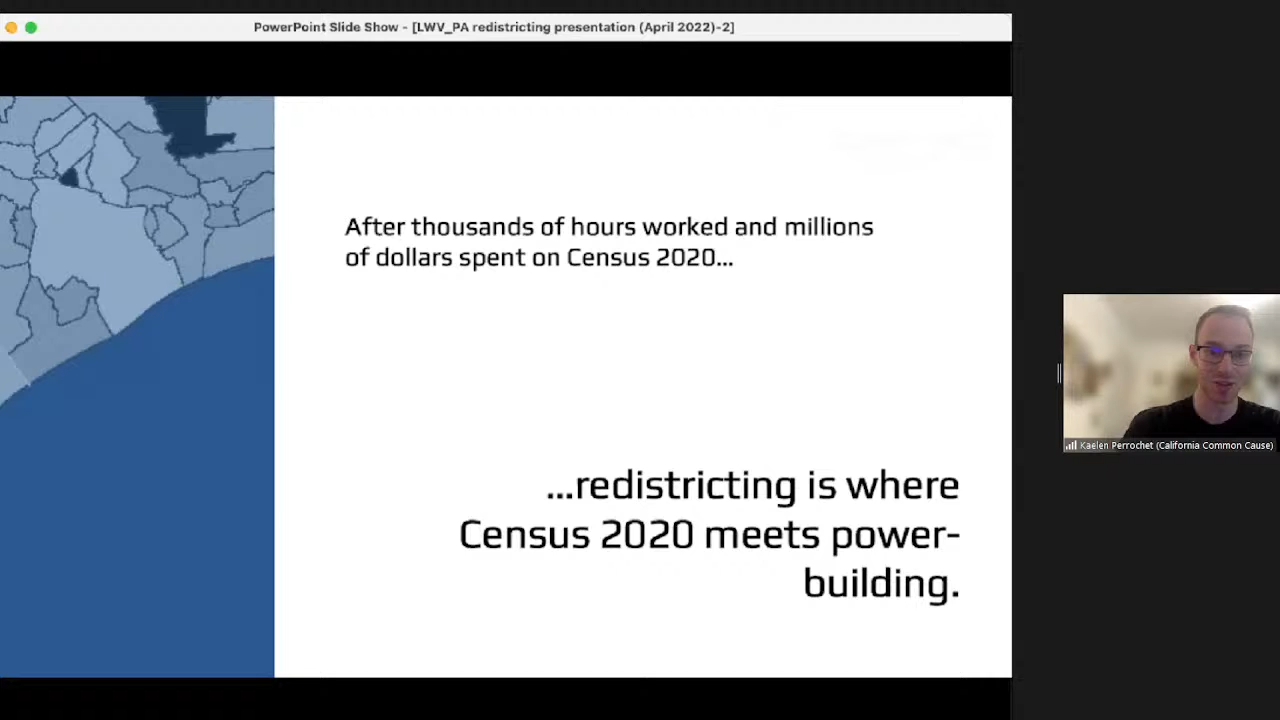 PowerPoint Slide Show - [LWV_PA redistricting presentation (April 2022)-2]
After thousands of hours worked and millions
of dollars spent on Census 2020...
...redistricting is where
Census 2020 meets power-
building.
Kaelen Perrochet (California Common Cause)